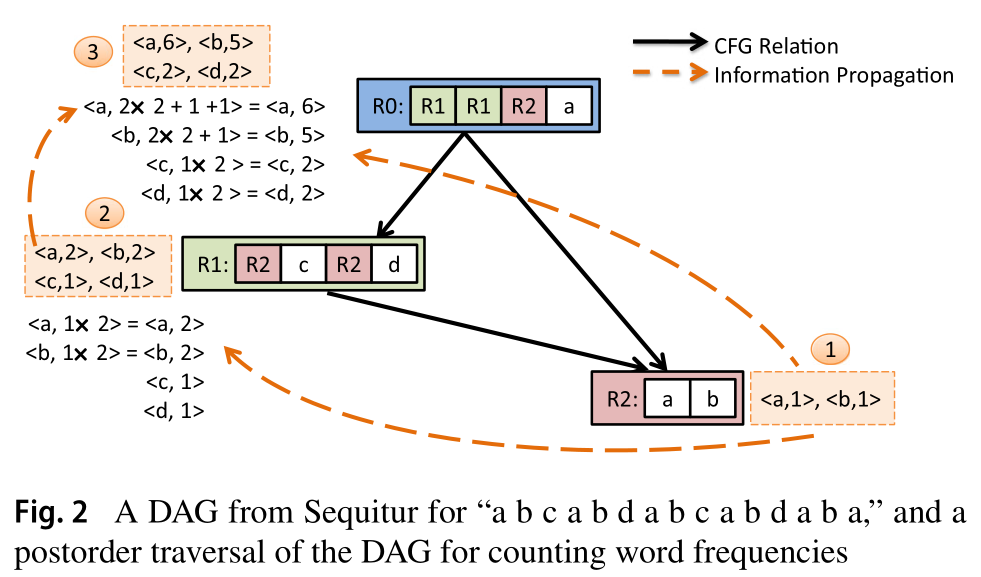 3
<a,6>, <b,5>
<c,2>, <d,2>
<a, 2× 2 + 1 +1> = <a, 6>
<b, 2× 2 + 1> = <b, 5>
<c, 1× 2 > = <c, 2>
<d, 1× 2 > = <d, 2>
CFG Relation
Information Propagation
R0: R1 R1 R2 a
2
<a,2>, <b,2>
<c,1>, <d,1>
R1: R2 c R2 d
<a, 1× 2> = <a, 2>
<b, 1× 2> = <b, 2>
<c, 1>
<d, 1>
1
R2: a b
<a,1>, <b,1>
Fig. 2 A DAG from Sequitur for “a b c a b d a b c a b d a b a,” and a
postorder traversal of the DAG for counting word frequencies